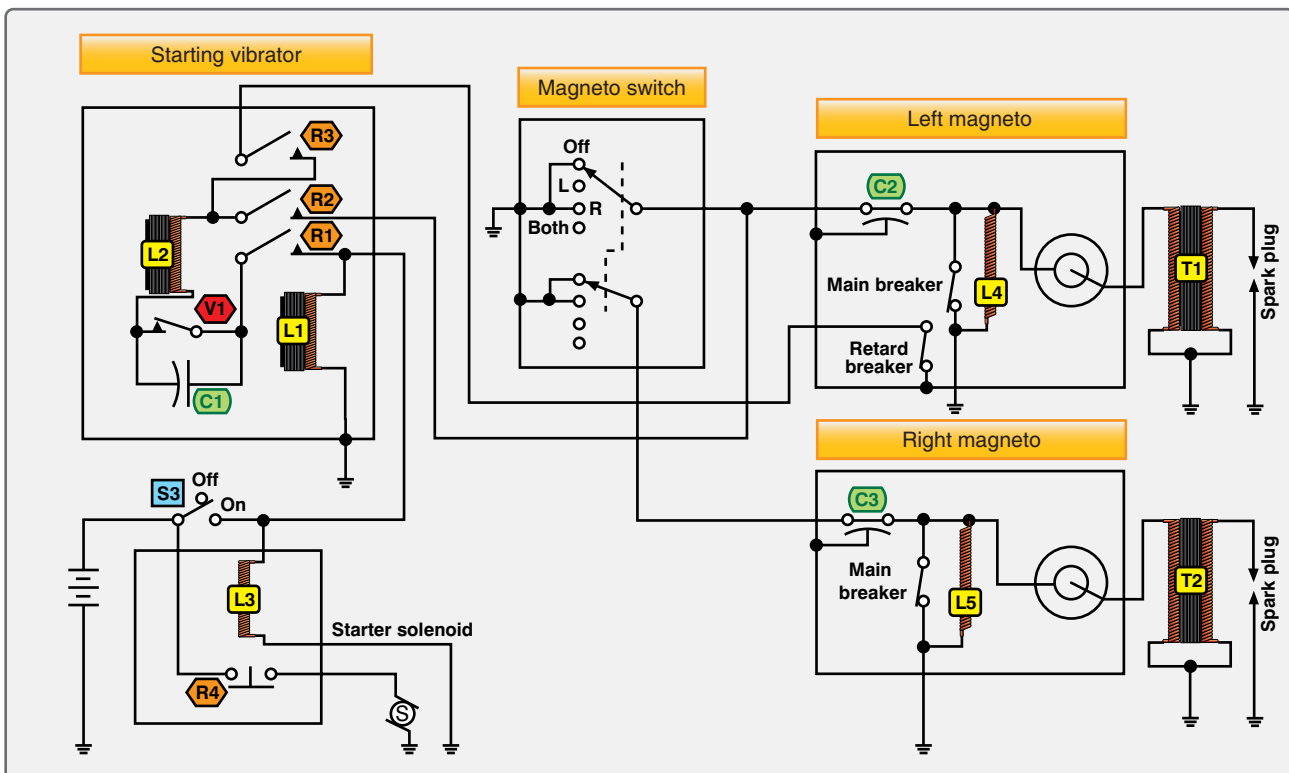 Starting vibrator
R3
R2
R1
L2
V1
L1
C1
Magneto switch
Off
L
R
Both
Left magneto
C2
Main breaker
L4
Retard
breaker
T1
Spark plug
Right magneto
C3
Main
breaker
L5
T2
Spark plug
S3
Off
On
L3
Starter solenoid
R4
S